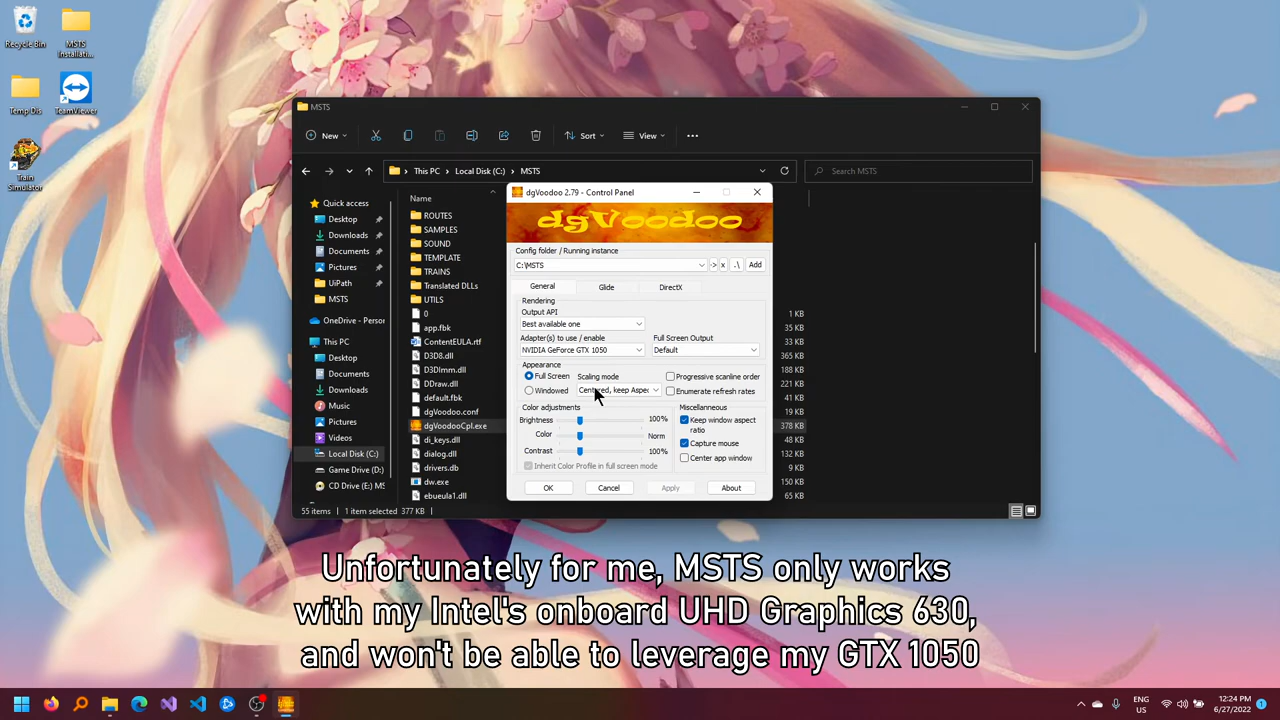 Recycle Bin
MSTS
Installatio...
Temp Dis
TeamViewer
Train
Simulator
MSTS
New
Sort
View
This PC
Local Disk (C:)
MSTS
Search MSTS
Quick access
Desktop
Downloads
Documents
Pictures
UiPath
MSTS
OneDrive - Person
This PC
Desktop
Documents
Downloads
Music
Pictures
Videos
Local Disk (C:)
Game Drive (D:)
CD Drive (E:) MS
Name
ROUTES
SAMPLES
SOUND
TEMPLATE
TRAINS
Translated DLLs
UTILS
0
1 KB
app.fbk
35 KB
ContentEULA.rtf
33 KB
D3D8.dll
365 KB
D3DImm.dll
188 KB
DDraw.dll
221 KB
default.fbk
41 KB
dgVoodoo.conf
19 KB
dgVoodooCpl.exe
378 KB
di_keys.dll
48 KB
dialog.dll
132 KB
drivers.db
9 KB
dw.exe
150 KB
ebueula1.dll
65 KB
55 items
1 item selected 377 KB
dgVoodoo 2.79 - Control Panel
dgVoodoo
Config folder / Running instance
C:\MSTS
->
x
.\
Add
General
Glide
DirectX
Rendering
Output API
Best available one
Adapter(s) to use / enable
Full Screen Output
NVIDIA GeForce GTX 1050
Default
Appearance
Full Screen
Scaling mode
Progressive scanline order
Windowed
Centred, keep Aspec
Enumerate refresh rates
Color adjustments
Miscellaneous
Brightness
100%
Keep window aspect
ratio
Color
Norm
Capture mouse
Contrast
100%
Center app window
Inherit Color Profile in full screen mode
OK
Cancel
Apply
About
Unfortunately for me, MSTS only works
with my Intel's onboard UHD Graphics 630,
and won't be able to leverage my GTX 1050
ENG
US
12:24 PM
6/27/2022
1